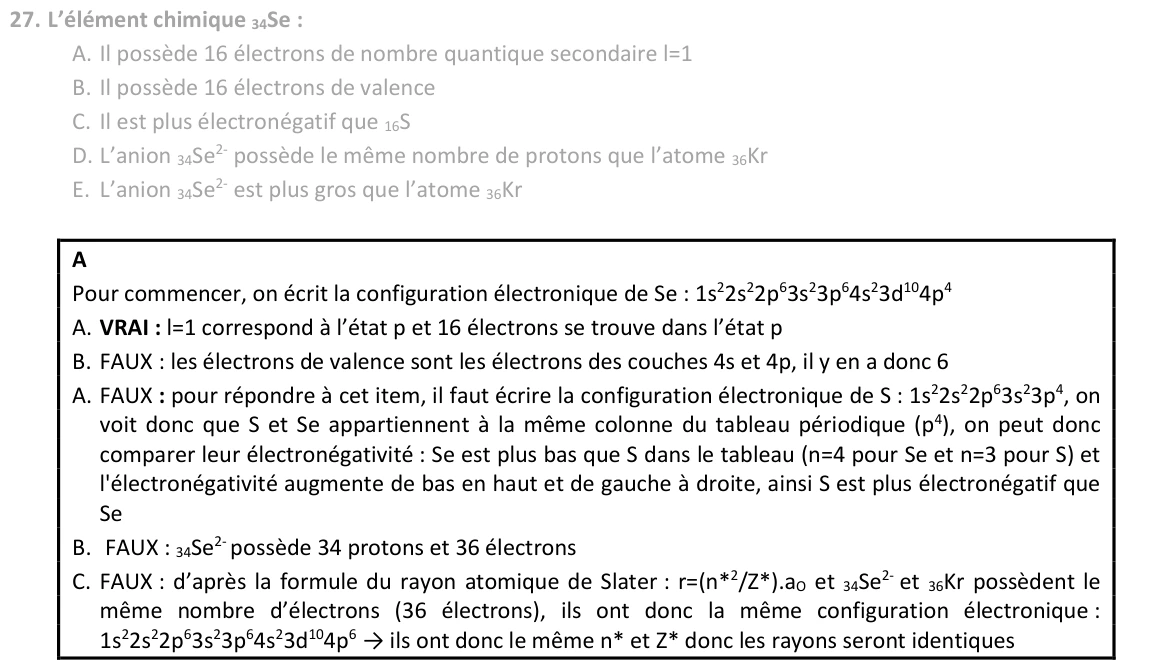 27. L’élément chimique ₃₄Se :
A. Il possède 16 électrons de nombre quantique secondaire l=1
B. Il possède 16 électrons de valence
C. Il est plus électronégatif que ₁₆S
D. L’anion ₃₄Se²⁻ possède le même nombre de protons que l’atome ₃₆Kr
E. L’anion ₃₄Se²⁻ est plus gros que l’atome ₃₆Kr
A
Pour commencer, on écrit la configuration électronique de Se : 1s²2s²2p⁶3s²3p⁶4s²3d¹⁰4p⁴
A. VRAI : l=1 correspond à l’état p et 16 électrons se trouve dans l’état p
B. FAUX : les électrons de valence sont les électrons des couches 4s et 4p, il y en a donc 6
A. FAUX : pour répondre à cet item, il faut écrire la configuration électronique de S : 1s²2s²2p⁶3s²3p⁴, on
voit donc que S et Se appartiennent à la même colonne du tableau périodique (p⁴), on peut donc
comparer leur électronégativité : Se est plus bas que S dans le tableau (n=4 pour Se et n=3 pour S) et
l'électronégativité augmente de bas en haut et de gauche à droite, ainsi S est plus électronégatif que
Se
B. FAUX : ₃₄Se²⁻ possède 34 protons et 36 électrons
C. FAUX : d’après la formule du rayon atomique de Slater : r=(n*²/Z*).a₀ et ₃₄Se²⁻ et ₃₆Kr possèdent le
même nombre d’électrons (36 électrons), ils ont donc la même configuration électronique :
1s²2s²2p⁶3s²3p⁶4s²3d¹⁰4p⁶ → ils ont donc le même n* et Z* donc les rayons seront identiques